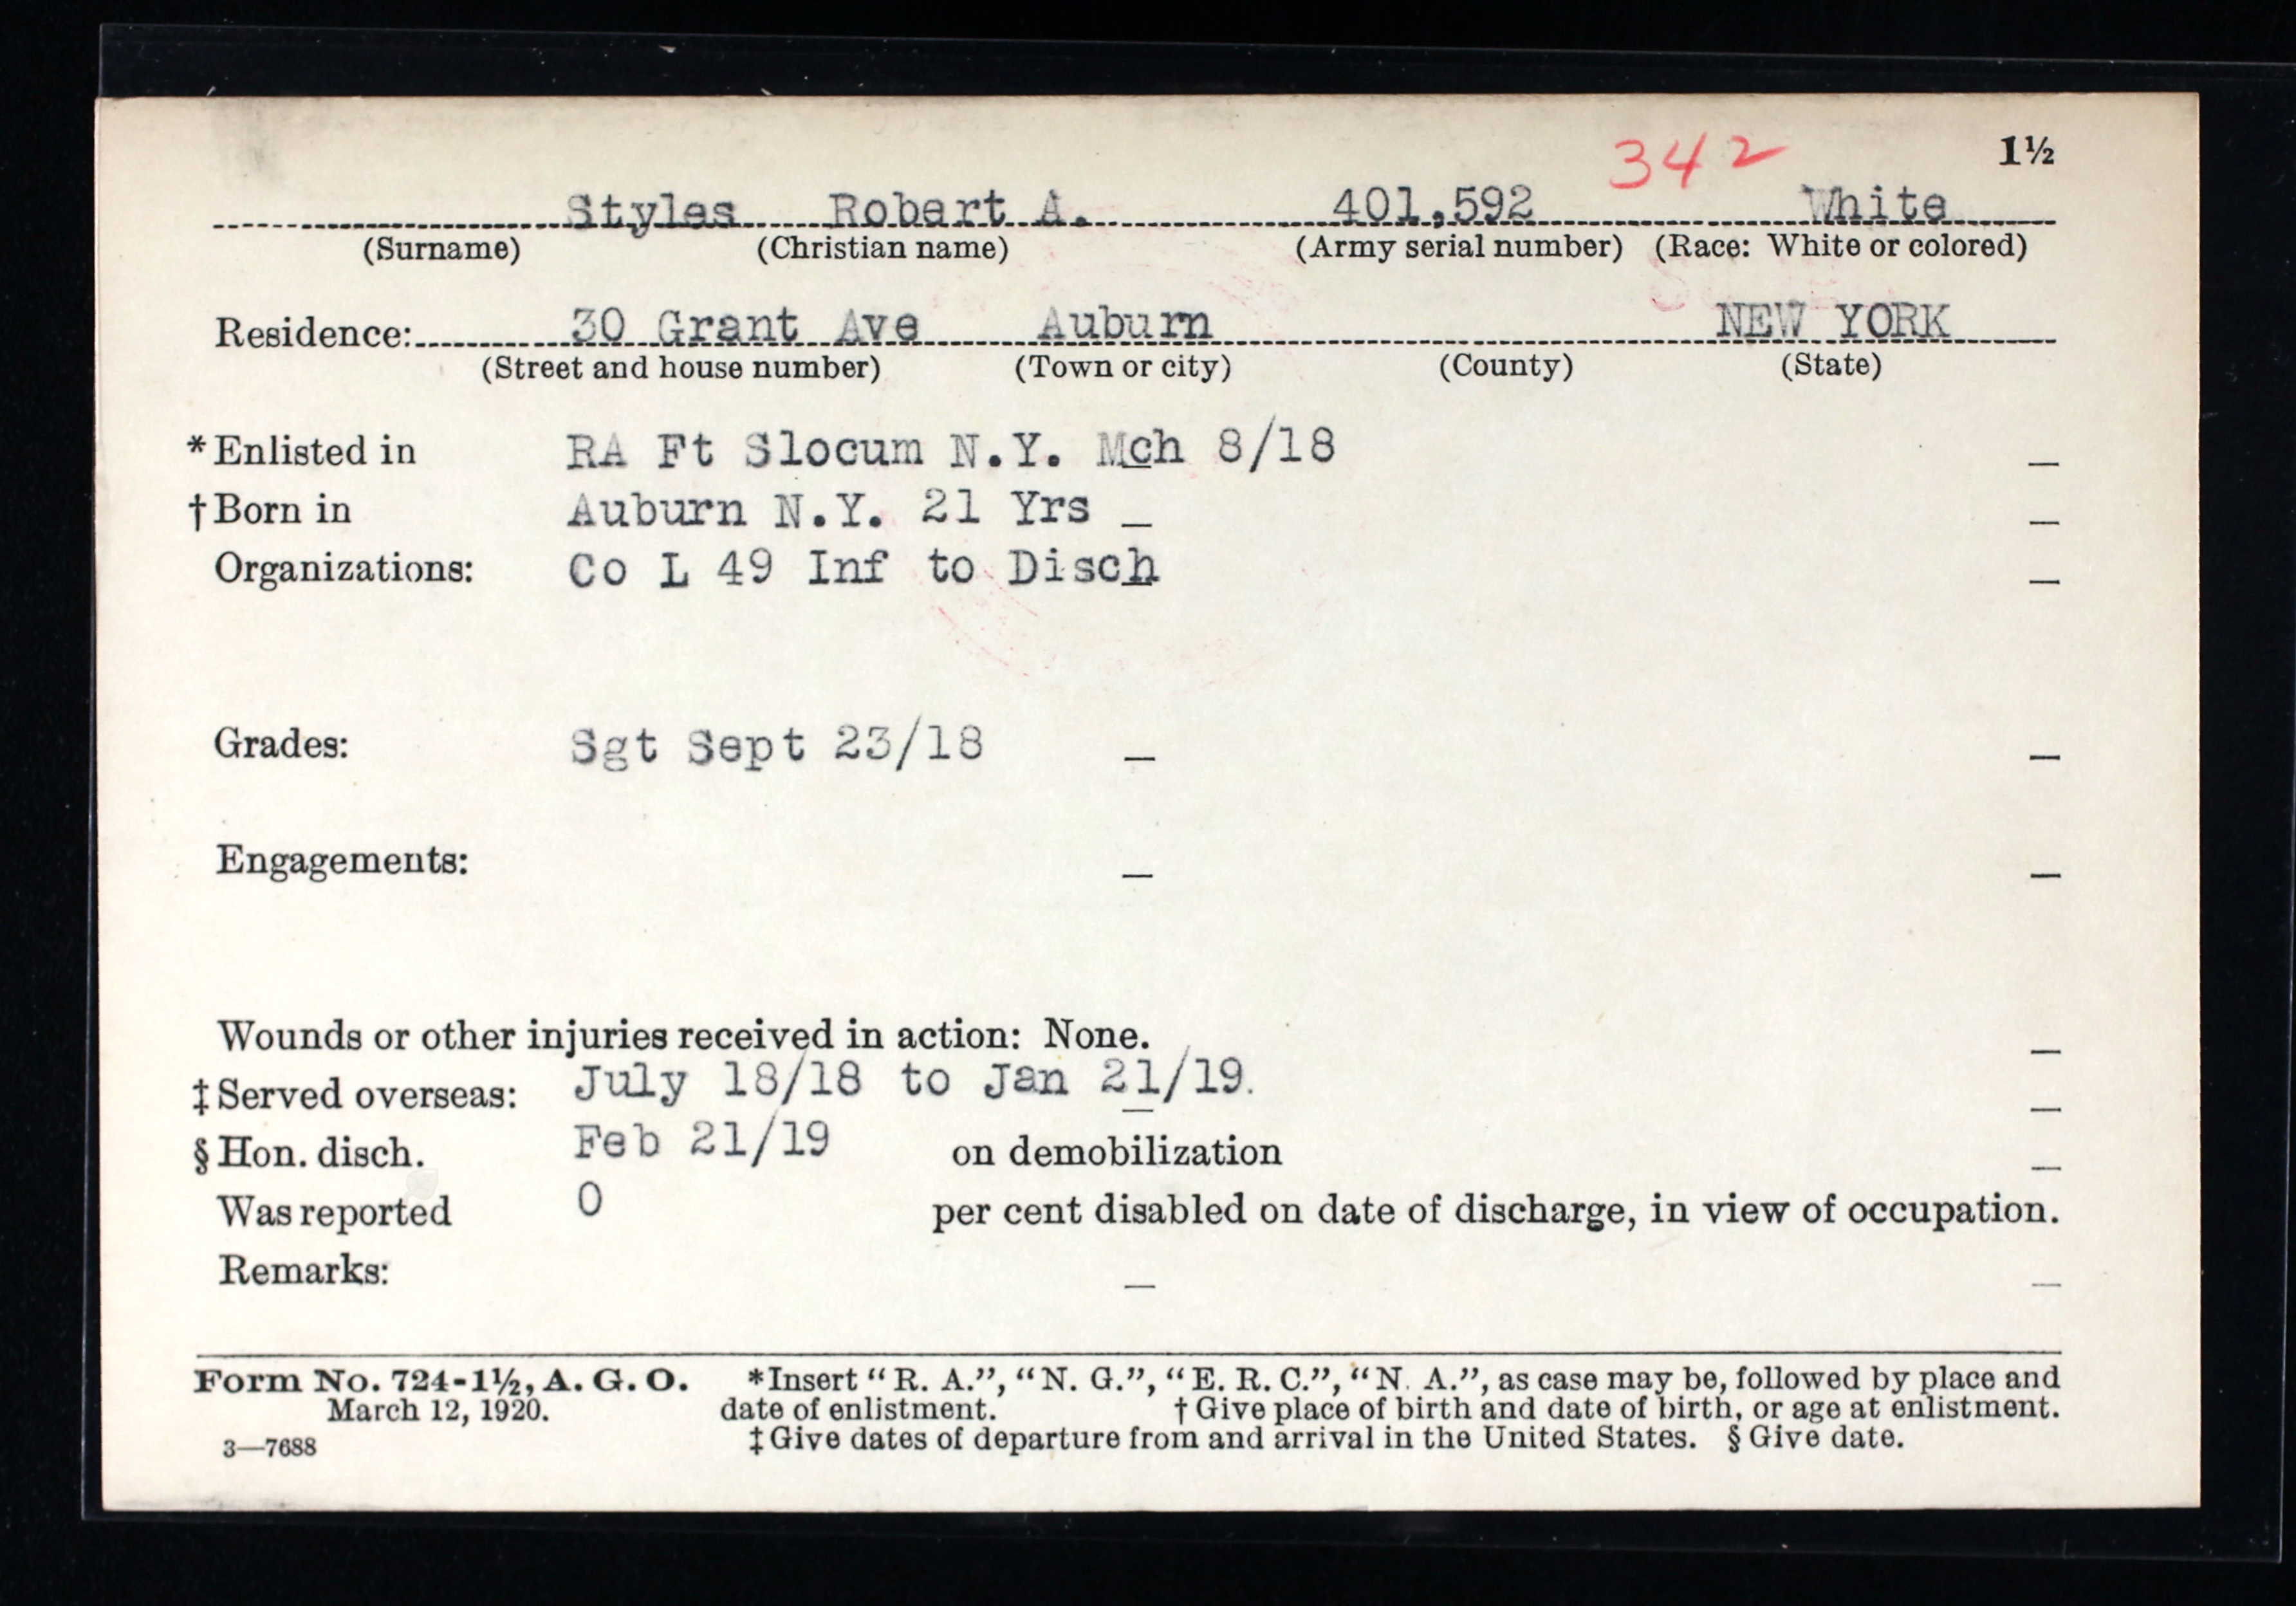 342 1½
Styles Robert A. 401,592 White
(Surname) (Christian name) (Army serial number) (Race: White or colored)
Residence: 30 Grant Ave Auburn NEW YORK
(Street and house number) (Town or city) (County) (State)
*Enlisted in RA Ft Slocum N.Y. Mch 8/18
†Born in Auburn N.Y. 21 Yrs
Organizations: Co L 49 Inf to Disch
Grades: Sgt Sept 23/18
Engagements:
Wounds or other injuries received in action: None.
‡Served overseas: July 18/18 to Jan 21/19.
§Hon. disch. Feb 21/19 on demobilization
Was reported 0 per cent disabled on date of discharge, in view of occupation.
Remarks:
Form No. 724-1½, A. G. O. *Insert “R. A.”, “N. G.”, “E. R. C.”, “N. A.”, as case may be, followed by place and
March 12, 1920. date of enlistment. †Give place of birth and date of birth, or age at enlistment.
3—7688 ‡Give dates of departure from and arrival in the United States. §Give date.